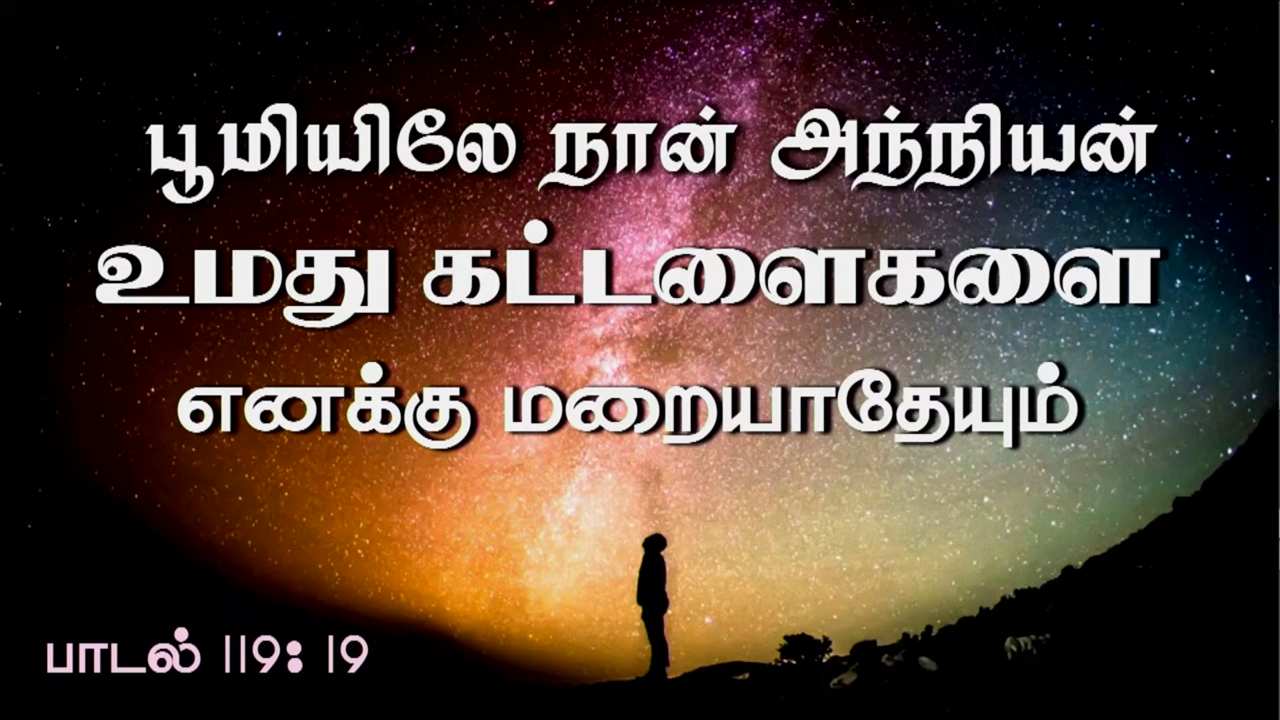 பூமியிலே நான் அந்நியன்
உமது கட்டளைகளை
எனக்கு மறையாதேயும்
பாடல் 119: 19